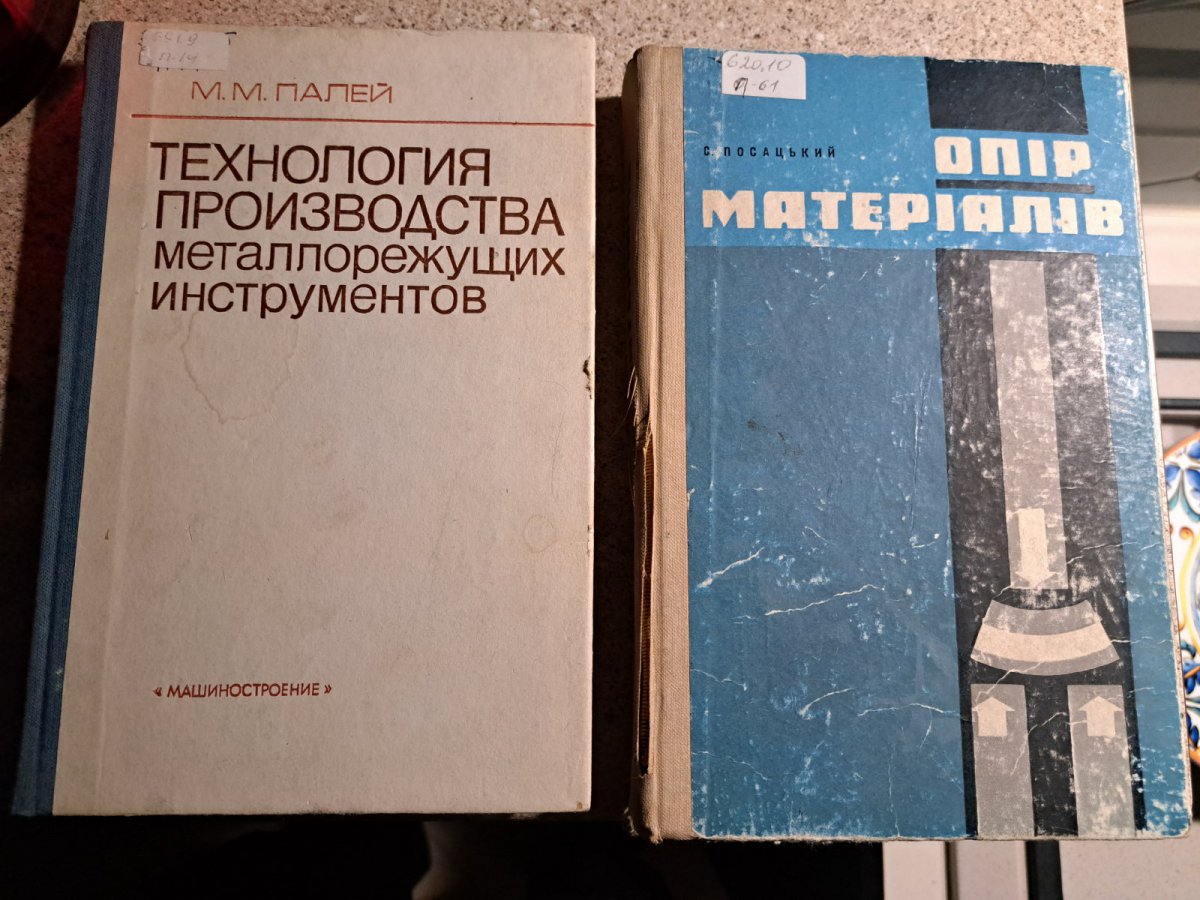 М. М. ПАЛЕЙ
ТЕХНОЛОГИЯ
ПРОИЗВОДСТВА
металлорежущих
инструментов
« МАШИНОСТРОЕНИЕ »
620.10
П-61
С. ПОСАЦЬКИЙ
ОПІР
МАТЕРІАЛІВ